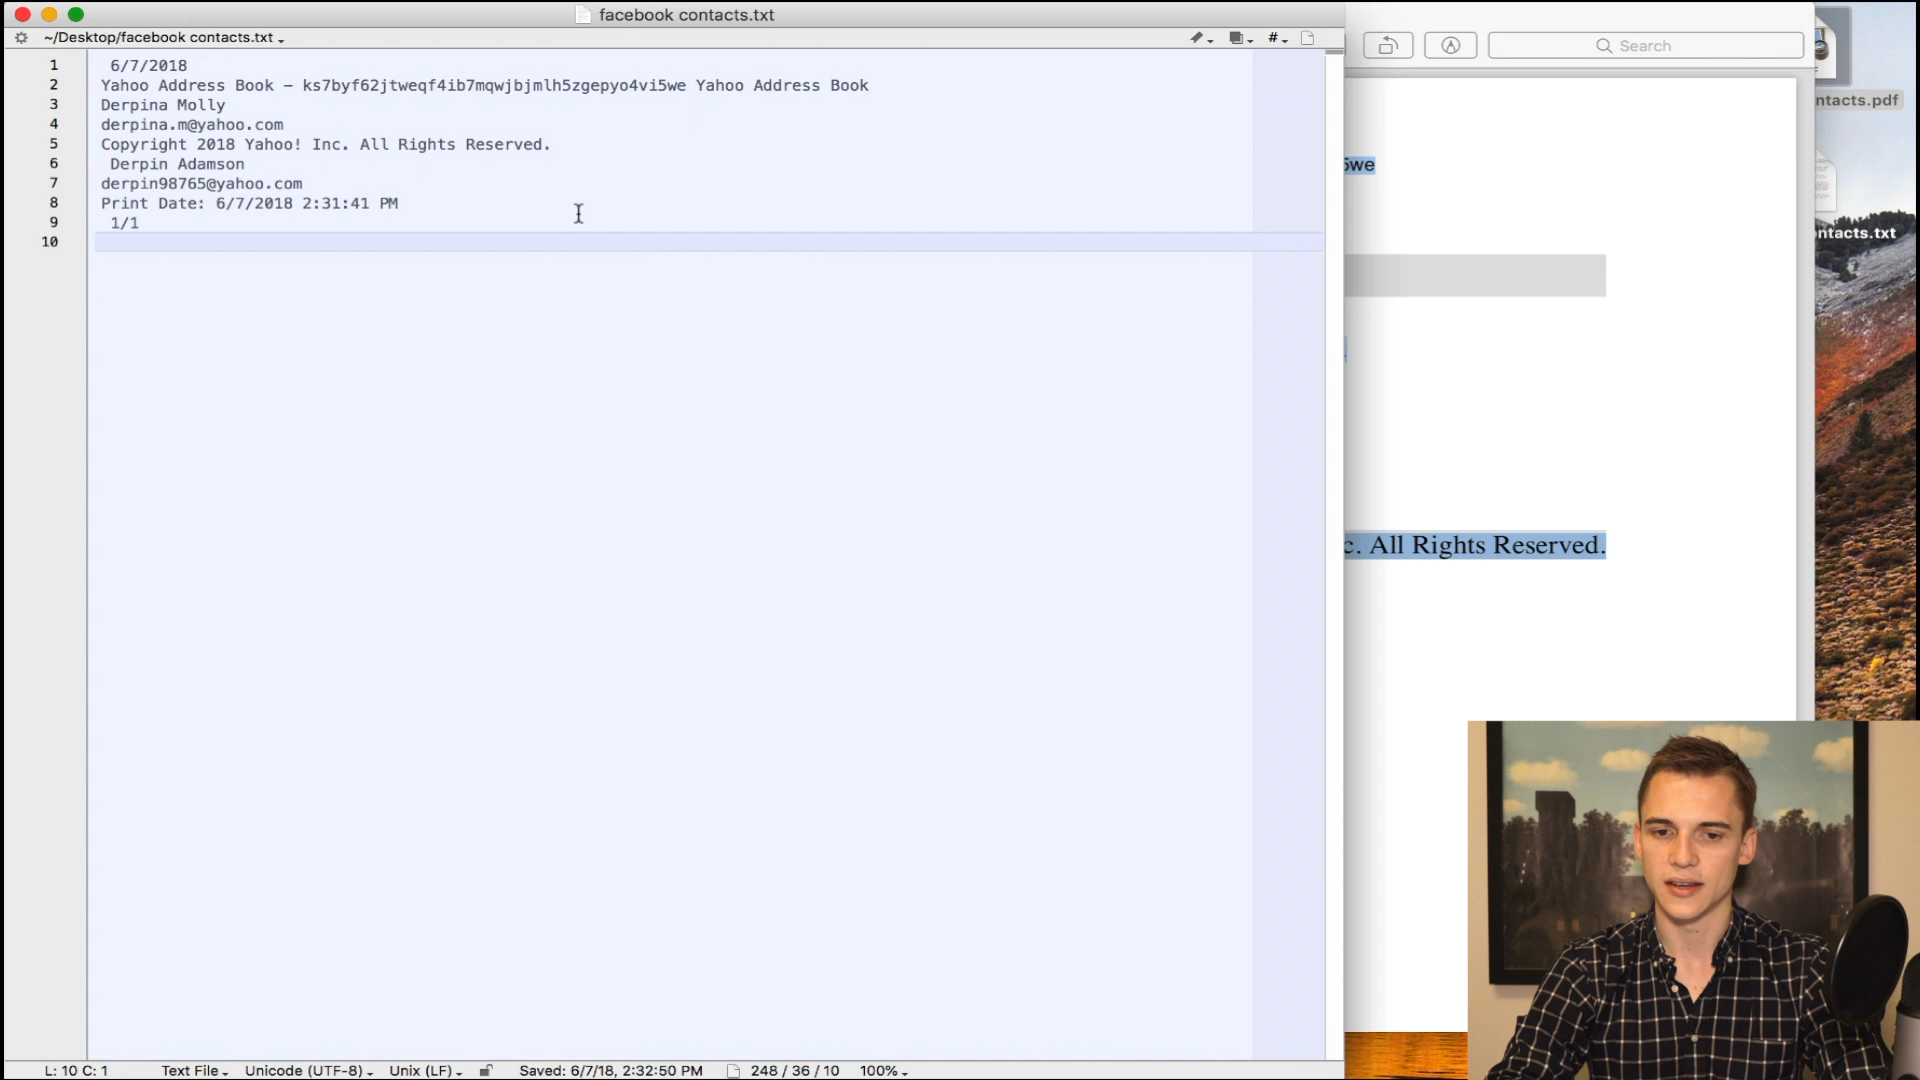 facebook contacts.txt
~/Desktop/facebook contacts.txt
#
Search
1 6/7/2018
2 Yahoo Address Book – ks7byf62jtweqf4ib7mqwjbjmlh5zgepyo4vi5we Yahoo Address Book
3 Derpina Molly
4 derpina.m@yahoo.com
5 Copyright 2018 Yahoo! Inc. All Rights Reserved.
6 Derpin Adamson
7 derpin98765@yahoo.com
8 Print Date: 6/7/2018 2:31:41 PM
9 1/1
10
5we
c. All Rights Reserved.
ntacts.pdf
ntacts.txt
L: 10 C: 1 Text File Unicode (UTF-8) Unix (LF) Saved: 6/7/18, 2:32:50 PM 248 / 36 / 10 100%